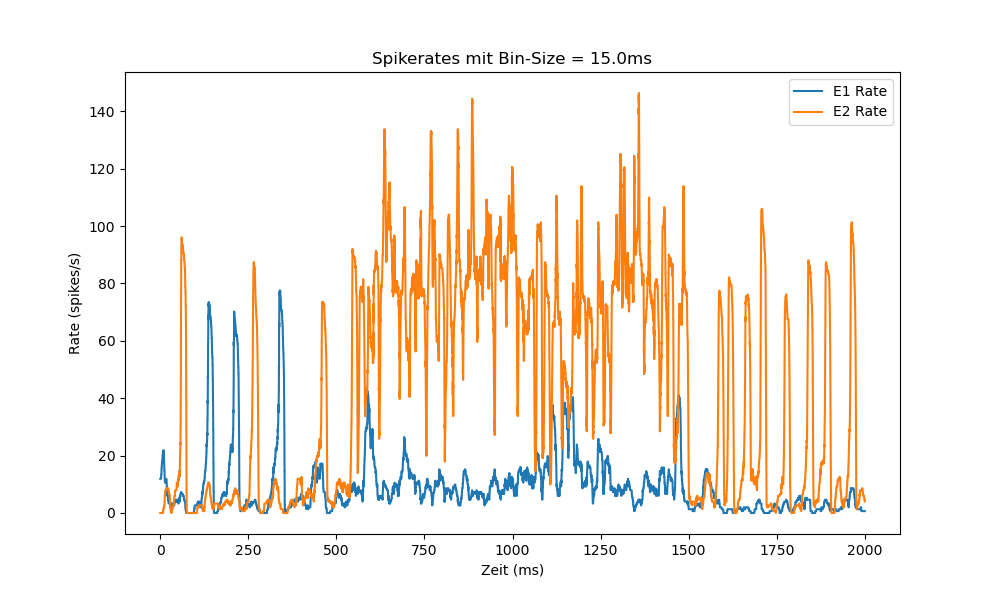 Spikerates mit Bin-Size = 15.0ms
E1 Rate
E2 Rate
140
120
100
80
60
40
20
0
Rate (spikes/s)
0 250 500 750 1000 1250 1500 1750 2000
Zeit (ms)